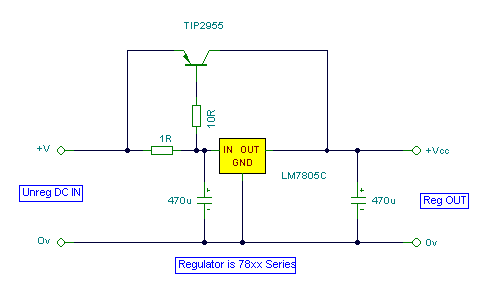 TIP2955
10R
1R
+V
IN OUT
GND
+Vcc
LM7805C
Unreg DC IN
+
470u
-
+
470u
-
Reg OUT
0v
0v
Regulator is 78xx Series